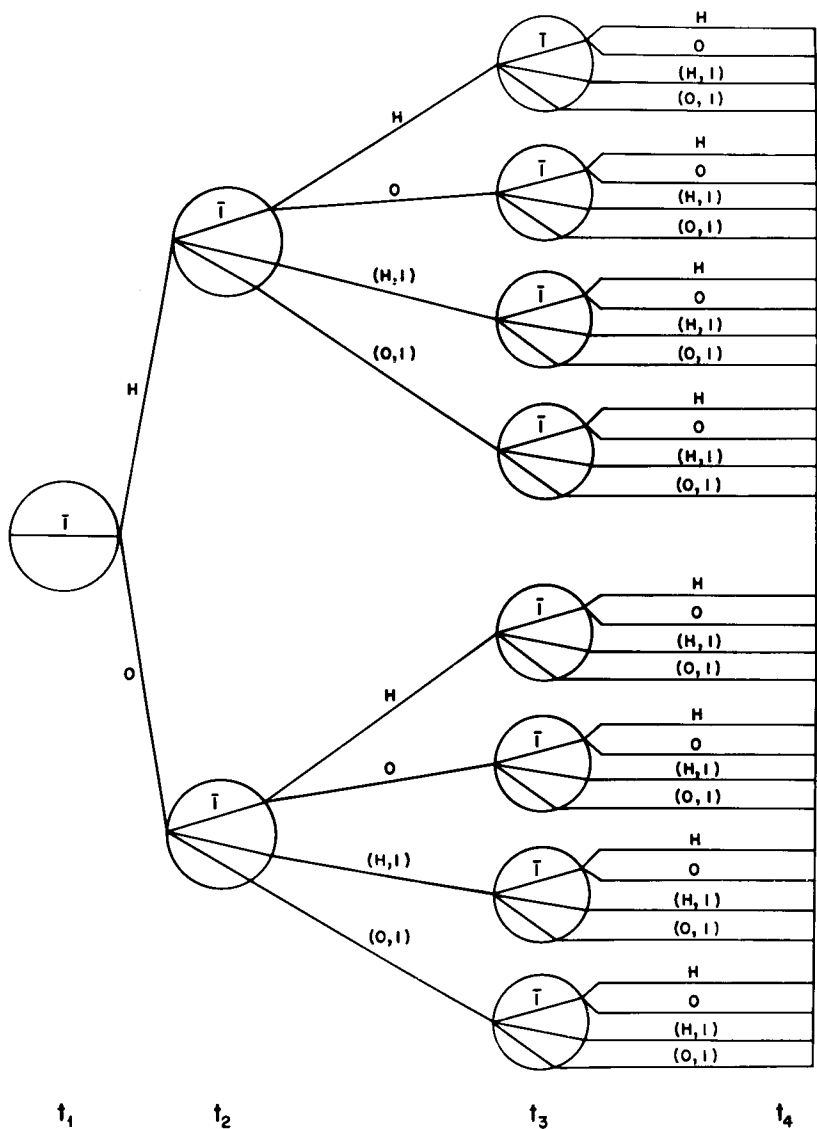 Ī
H
O
Ī
H
O
(H, I)
(O, I)
Ī
H
O
(H, I)
(O, I)
Ī
H
O
(H, I)
(O, I)
Ī
H
O
(H, I)
(O, I)
Ī
H
O
(H, I)
(O, I)
Ī
H
O
(H, I)
(O, I)
Ī
H
O
(H, I)
(O, I)
Ī
H
O
(H, I)
(O, I)
Ī
H
O
(H, I)
(O, I)
Ī
H
O
(H, I)
(O, I)
t₁ t₂ t₃ t₄